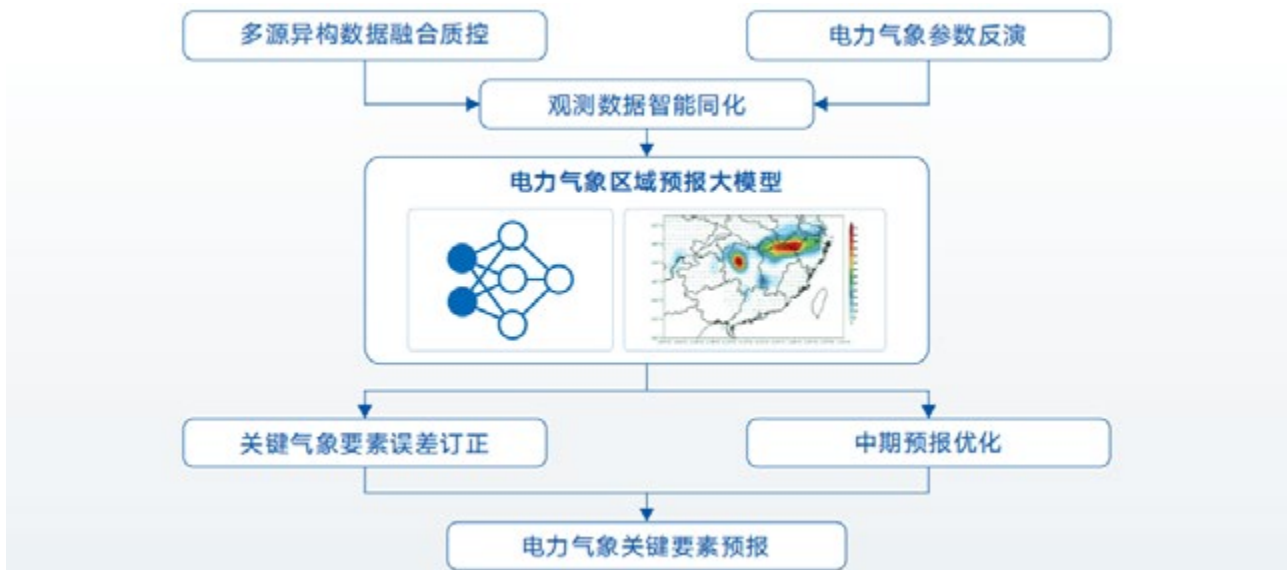 多源异构数据融合质控
电力气象参数反演
观测数据智能同化
电力气象区域预报大模型
关键气象要素误差订正
中期预报优化
电力气象关键要素预报